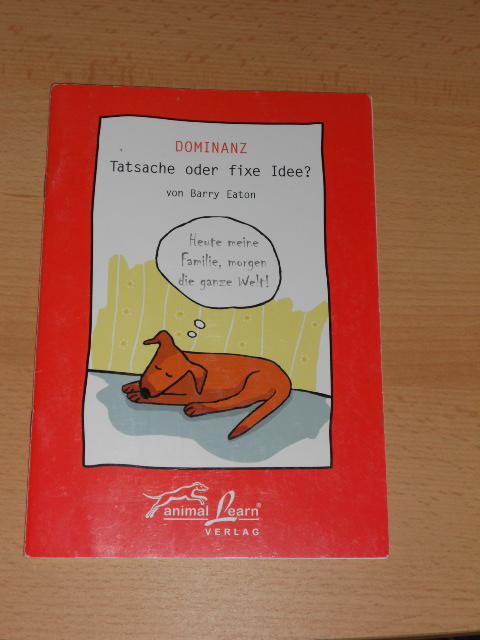 DOMINANZ
Tatsache oder fixe Idee?
von Barry Eaton
Heute meine
Familie, morgen
die ganze Welt!
animal Learn®
VERLAG